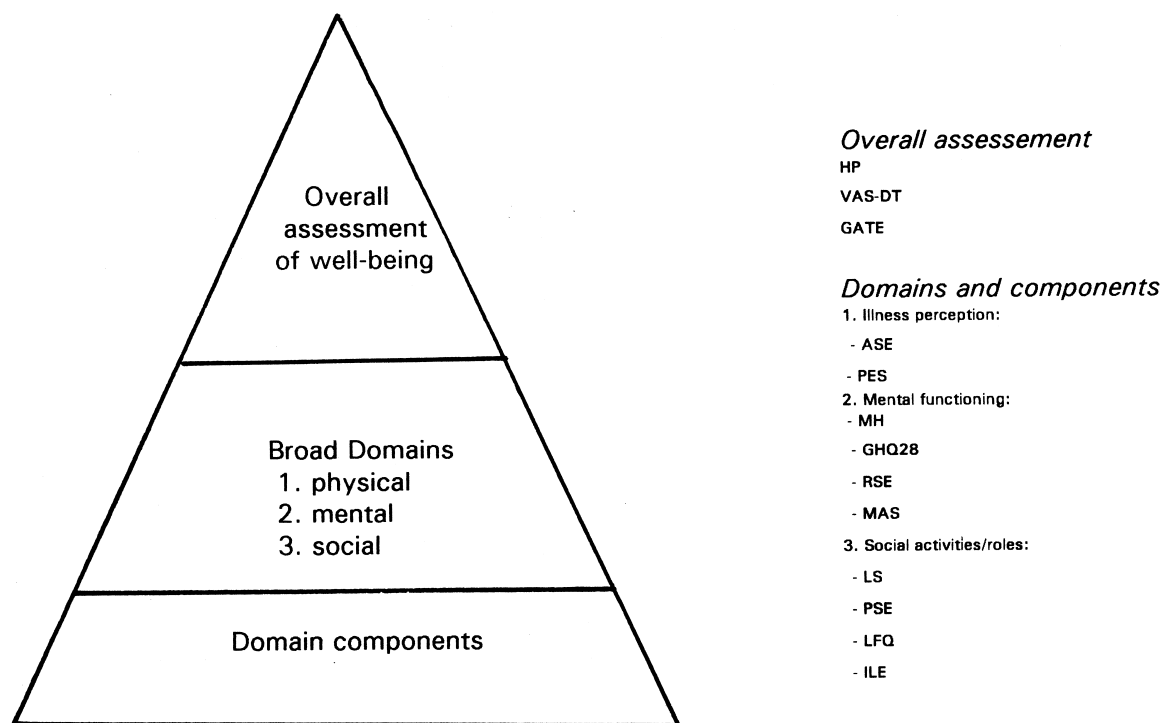 Overall
assessment
of well-being
Broad Domains
1. physical
2. mental
3. social
Domain components
Overall assessement
HP
VAS-DT
GATE
Domains and components
1. Illness perception:
- ASE
- PES
2. Mental functioning:
- MH
- GHQ28
- RSE
- MAS
3. Social activities/roles:
- LS
- PSE
- LFQ
- ILE